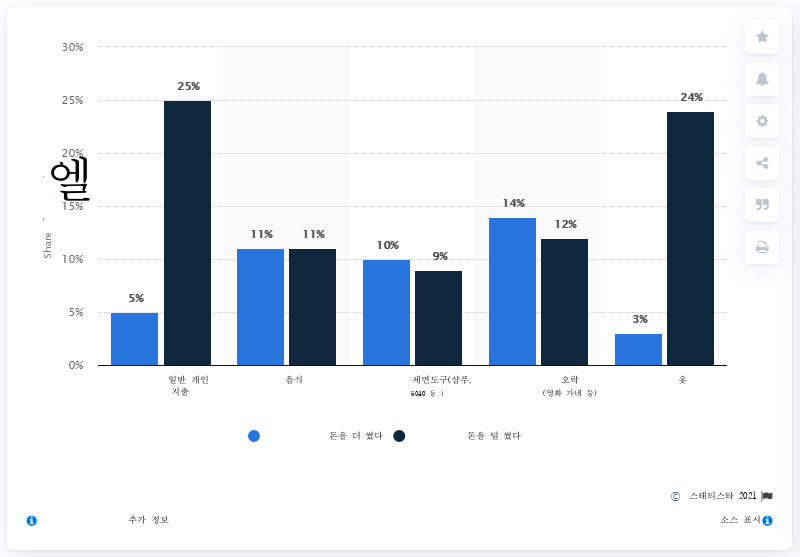 30%
25%
20%
15%
10%
5%
0%
엘
Share
5%
25%
11%
11%
10%
9%
14%
12%
3%
24%
일반 개인
지출
음식
세면도구(샴푸,
등:)
오락
(영화 가네 등)
옷
돈을 더 썼다
돈을 덜 썼다
© 스태티스타 2021
추가 정보
소스 표시